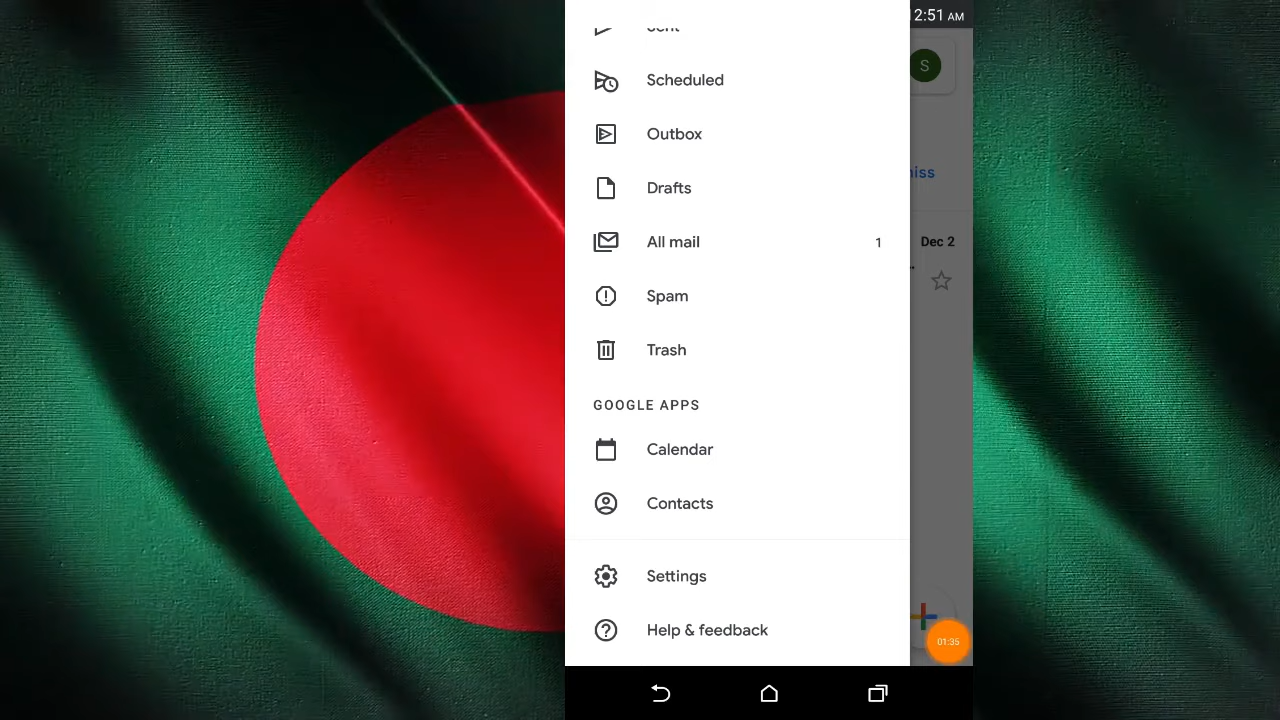 2:51 AM
Sent
S
Scheduled
Outbox
Drafts
All mail 1
Dec 2
Spam
Trash
GOOGLE APPS
Calendar
Contacts
Settings
Help & feedback
01:35